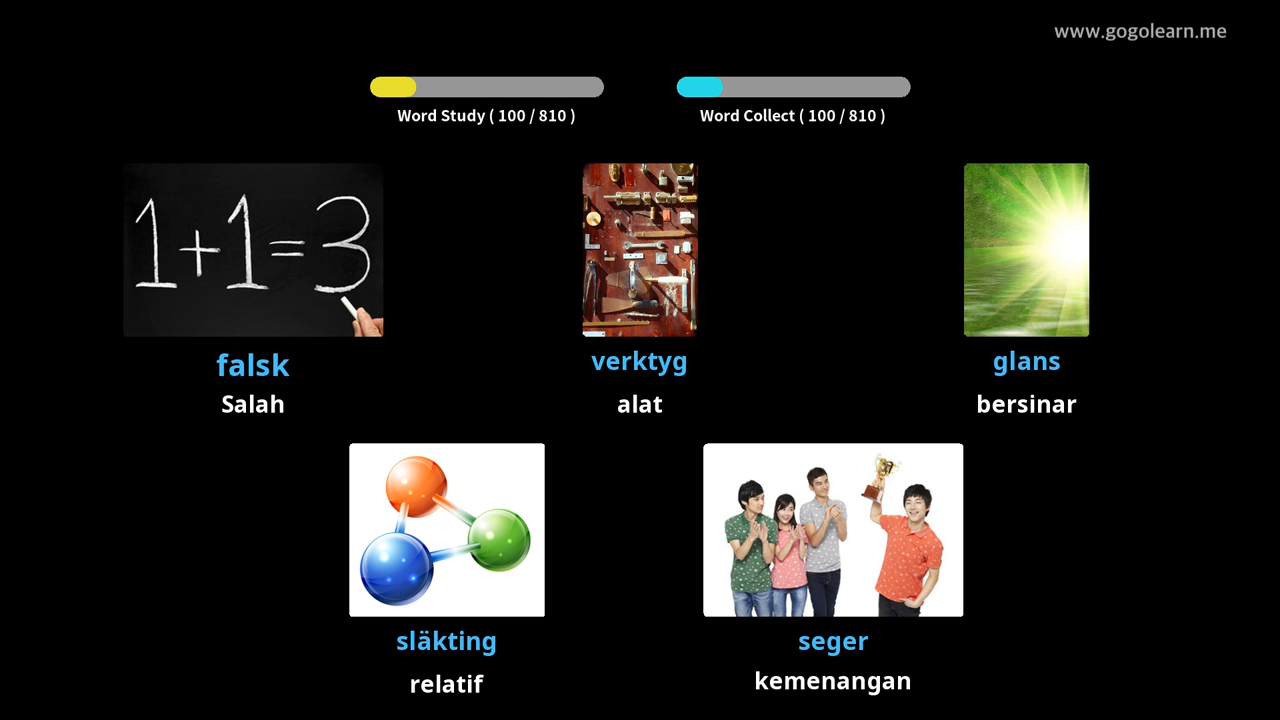 www.gogolearn.me
Word Study ( 100 / 810 )
Word Collect ( 100 / 810 )
1+1=3
falsk
Salah
verktyg
alat
glans
bersinar
släkting
relatif
seger
kemenangan